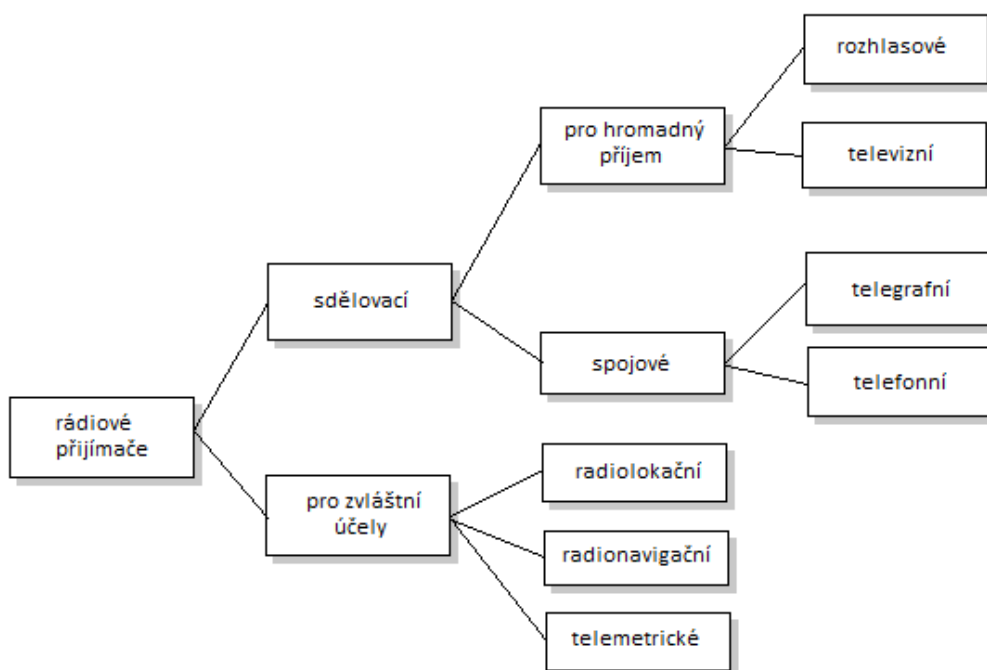 rádiové
přijímače
sdělovací
pro zvláštní
účely
pro hromadný
příjem
spojové
radiolokační
radionavigační
telemetrické
rozhlasové
televizní
telegrafní
telefonní